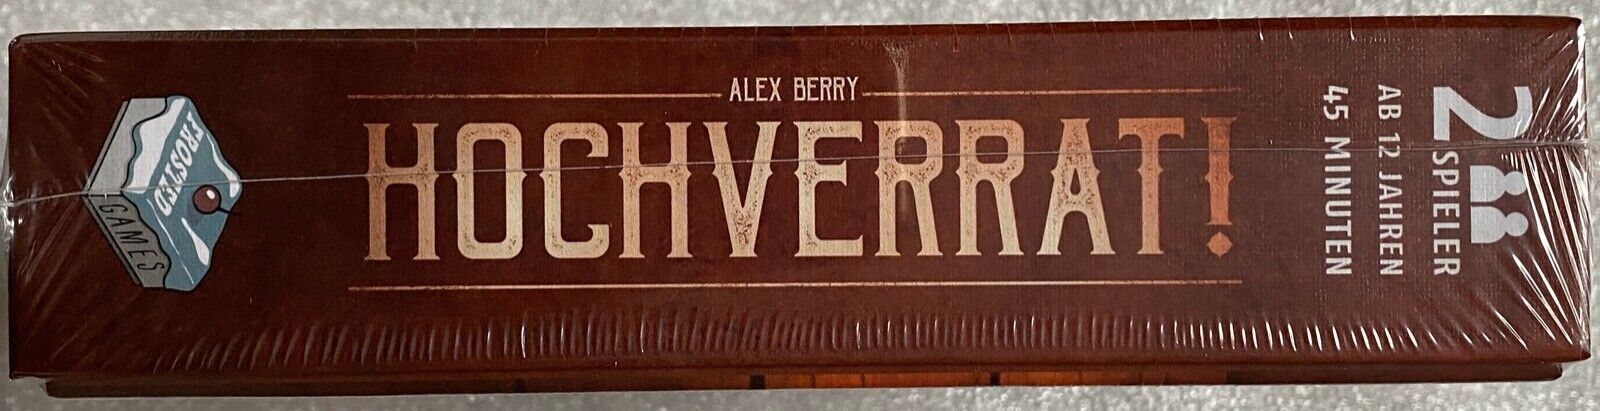 FROSTED
GAMES
ALEX BERRY
HOCHVERRAT!
2 SPIELER
AB 12 JAHREN
45 MINUTEN